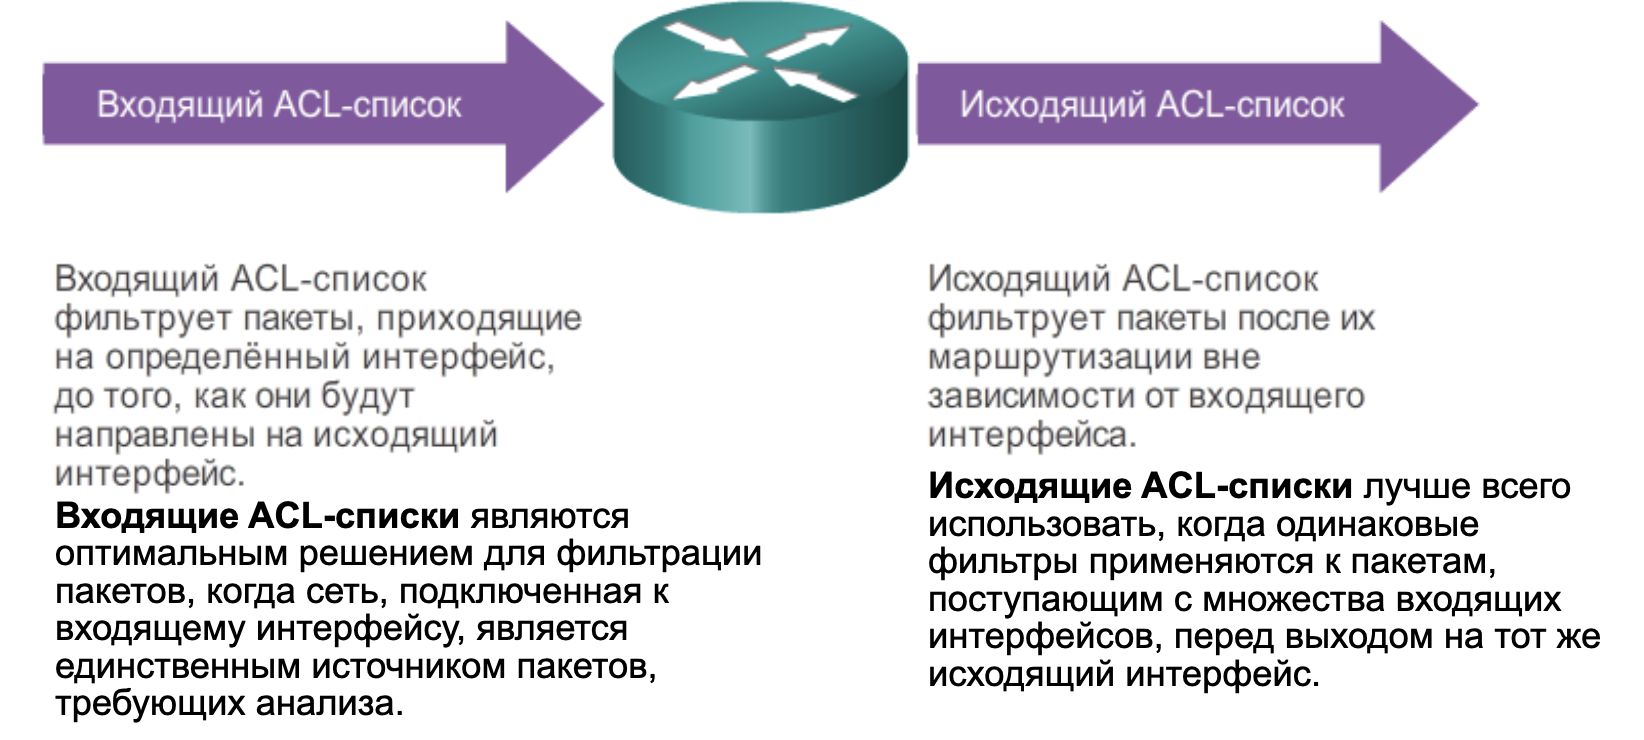 Входящий ACL-список
Исходящий ACL-список
Входящий ACL-список
фильтрует пакеты, приходящие
на определённый интерфейс,
до того, как они будут
направлены на исходящий
интерфейс.
Входящие ACL-списки являются
оптимальным решением для фильтрации
пакетов, когда сеть, подключенная к
входящему интерфейсу, является
единственным источником пакетов,
требующих анализа.
Исходящий ACL-список
фильтрует пакеты после их
маршрутизации вне
зависимости от входящего
интерфейса.
Исходящие ACL-списки лучше всего
использовать, когда одинаковые
фильтры применяются к пакетам,
поступающим с множества входящих
интерфейсов, перед выходом на тот же
исходящий интерфейс.